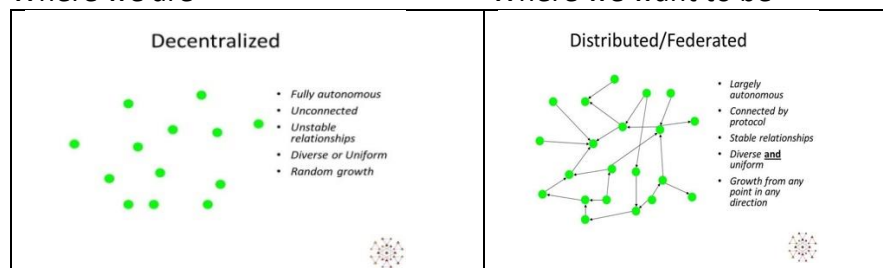 Where we are
Where we want to be
Decentralized
• Fully autonomous
• Unconnected
• Unstable
relationships
• Diverse or Uniform
• Random growth
Distributed/Federated
• Largely
autonomous
• Connected by
protocol
• Stable relationships
• Diverse and
uniform
• Growth from any
point in any
direction